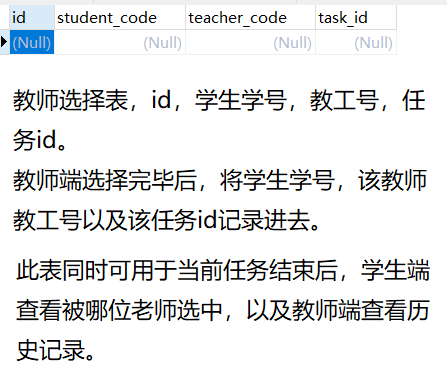 id student_code teacher_code task_id
(Null) (Null) (Null) (Null)
教师选择表，id，学生学号，教工号，任
务id。
教师端选择完毕后，将学生学号，该教师
教工号以及该任务id记录进去。
此表同时可用于当前任务结束后，学生端
查看被哪位老师选中，以及教师端查看历
史记录。